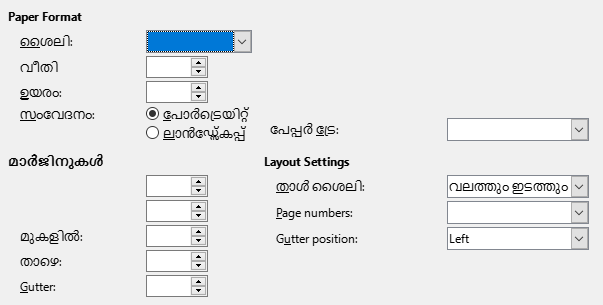 Paper Format
ശൈലി:
വീതി
ഉയരം:
സംവേദനം:
പോർട്രെയിറ്റ്
ലാൻഡ്സ്കേപ്പ്
പേപ്പർ ട്രേ:
മാർജിനുകൾ
Layout Settings
താൾ ശൈലി:
വലത്തും ഇടത്തും
Page numbers:
മുകളിൽ:
Gutter position:
Left
താഴെ:
Gutter: